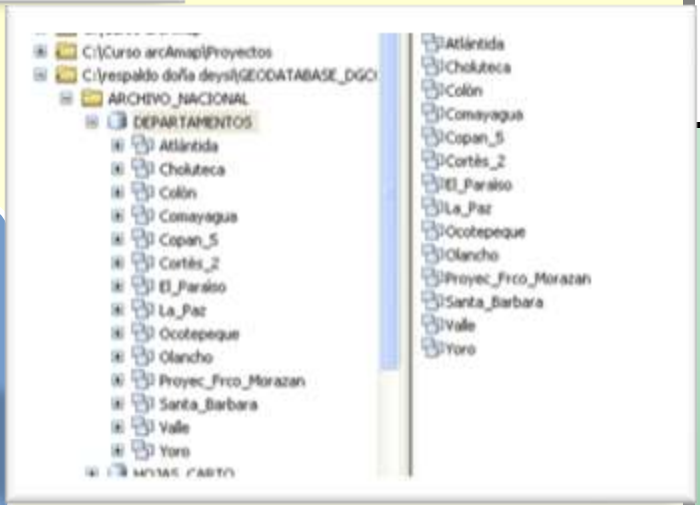 C:\Curso arcAmap\Proyectos
C:\respaldo doña deysi\GEODATABASE_DGC
ARCHIVO_NACIONAL
DEPARTAMENTOS
Atlántida
Choluteca
Colón
Comayagua
Copan_5
Cortés_2
El_Paraiso
La_Paz
Ocotepeque
Olancho
Proyec_Frco_Morazan
Santa_Barbara
Valle
Yoro
HOJAS_CARTO
Atlántida
Choluteca
Colón
Comayagua
Copan_5
Cortés_2
El_Paraiso
La_Paz
Ocotepeque
Olancho
Proyec_Frco_Morazan
Santa_Barbara
Valle
Yoro